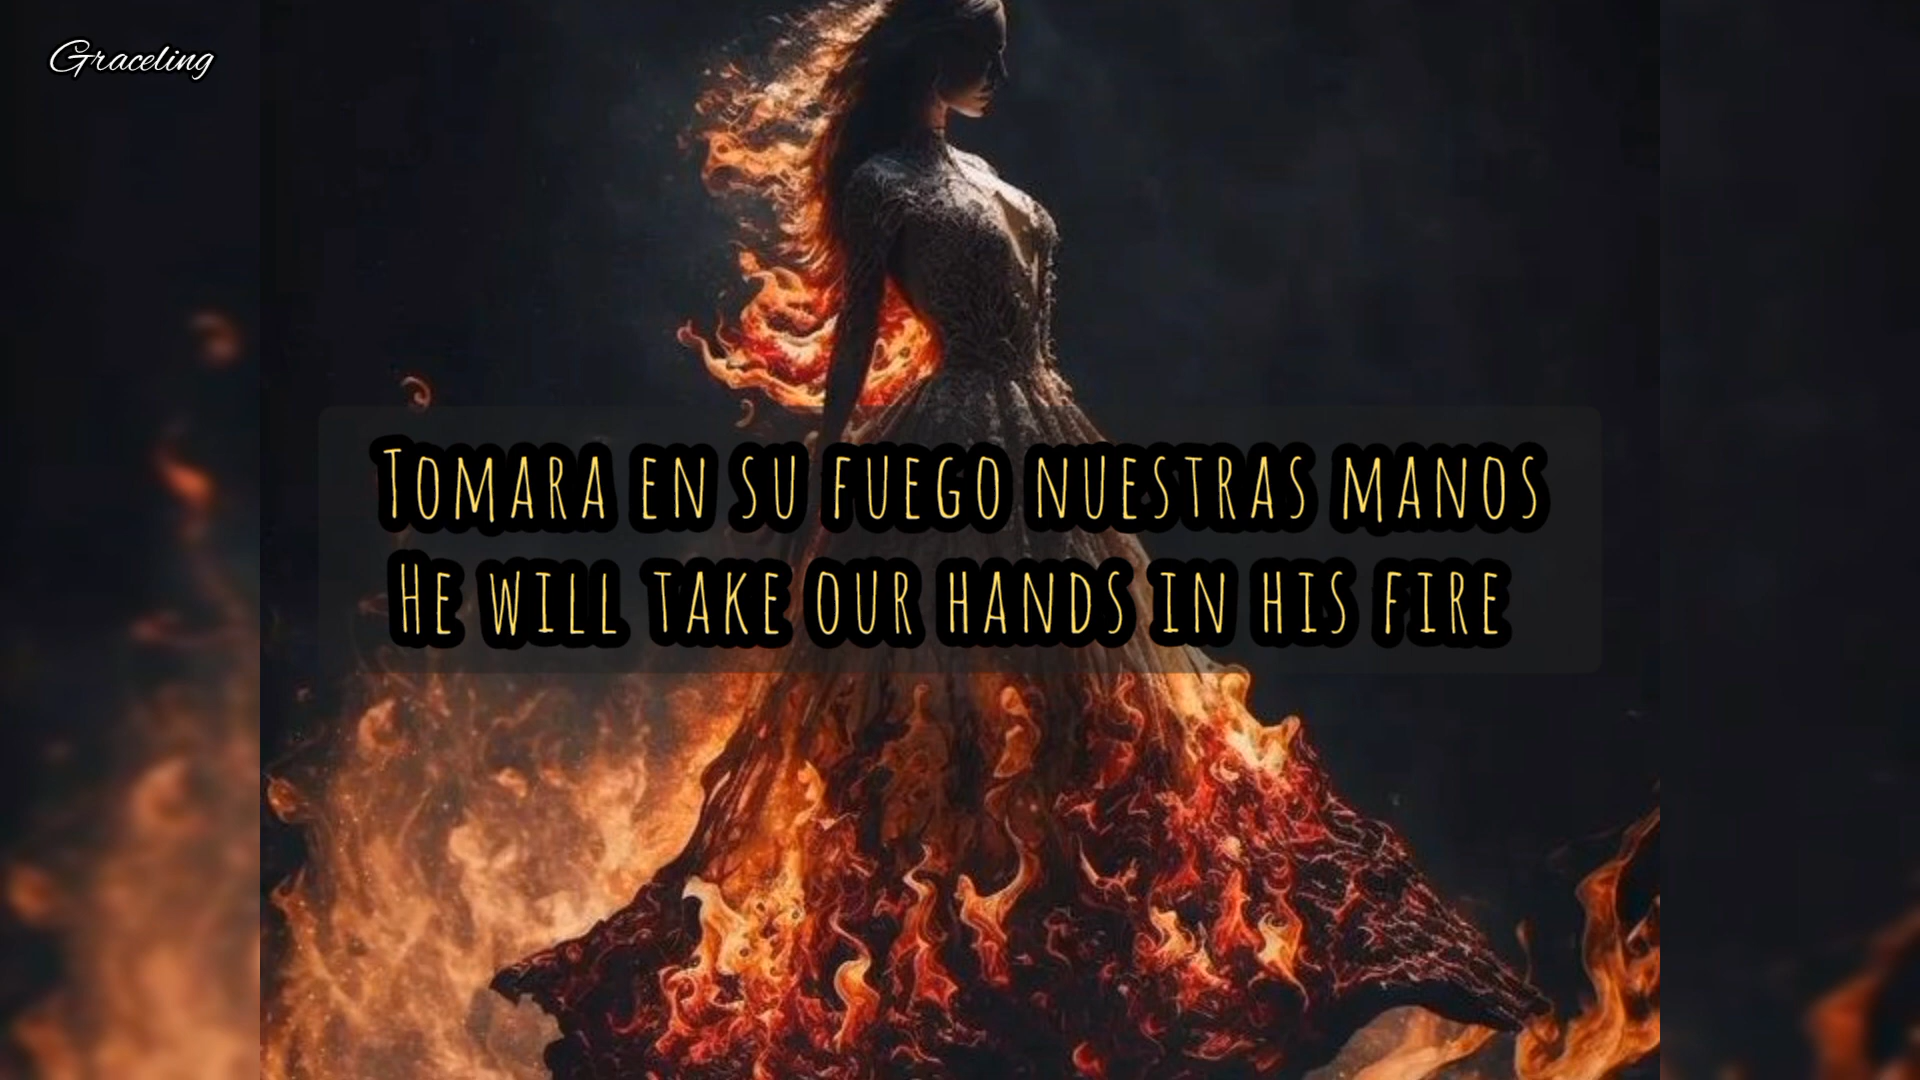 Graceling
Tomara en su fuego nuestras manos
He will take our hands in his fire